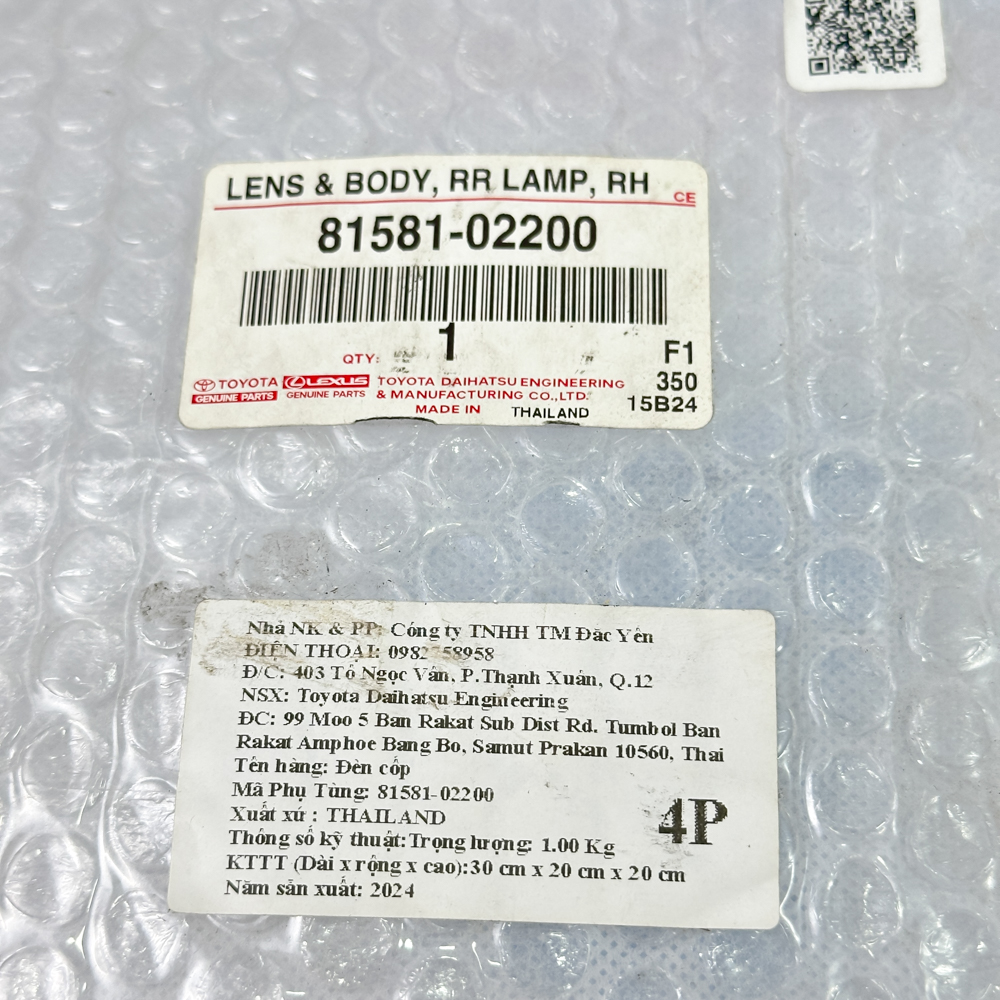 LENS & BODY, RR LAMP, RH
CE
81581-02200
1
QTY:
F1
TOYOTA LEXUS TOYOTA DAIHATSU ENGINEERING 350
GENUINE PARTS GENUINE PARTS & MANUFACTURING CO.,LTD. 15B24
MADE IN THAILAND
Nhà NK & PP: Công ty TNHH TM Đắc Yến
ĐIỆN THOẠI:
Đ/C: 403 Tô Ngọc Vân, P.Thạnh Xuân, Q.12
NSX: Toyota Daihatsu Engineering
ĐC: 99 Moo 5 Ban Rakat Sub Dist Rd. Tumbol Ban
Rakat Amphoe Bang Bo, Samut Prakan 10560, Thai
Tên hàng: Đèn cốp
Mã Phụ Tùng: 81581-02200
Xuất xứ : THAILAND
4P
Thông số kỹ thuật:Trọng lượng: 1.00 Kg
KTTT (Dài x rộng x cao):30 cm x 20 cm x 20 cm
Năm sản xuất: 2024